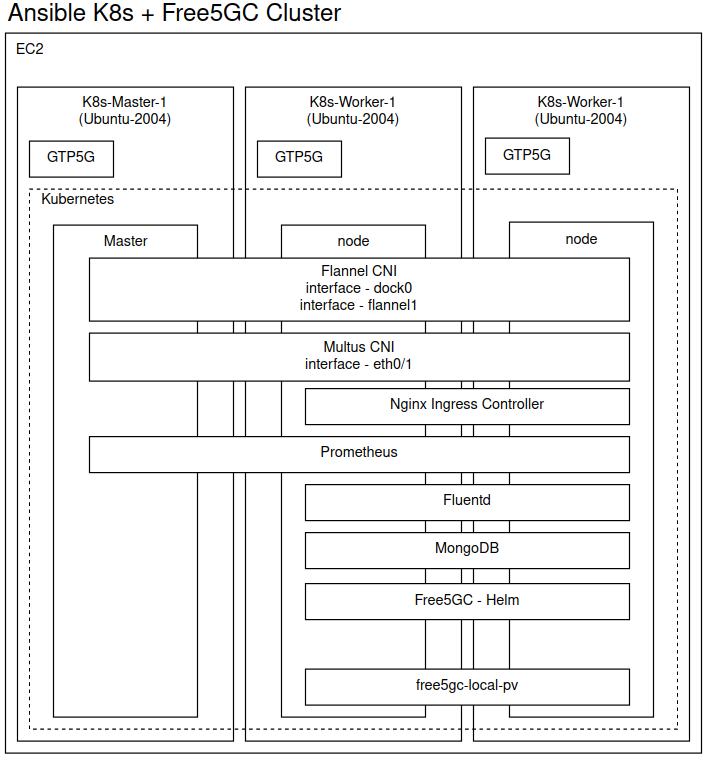 Ansible K8s + Free5GC Cluster
EC2
K8s-Master-1
(Ubuntu-2004)
K8s-Worker-1
(Ubuntu-2004)
K8s-Worker-1
(Ubuntu-2004)
GTP5G
GTP5G
GTP5G
Kubernetes
Master
node
node
Flannel CNI
interface - dock0
interface - flannel1
Multus CNI
interface - eth0/1
Nginx Ingress Controller
Prometheus
Fluentd
MongoDB
Free5GC - Helm
free5gc-local-pv